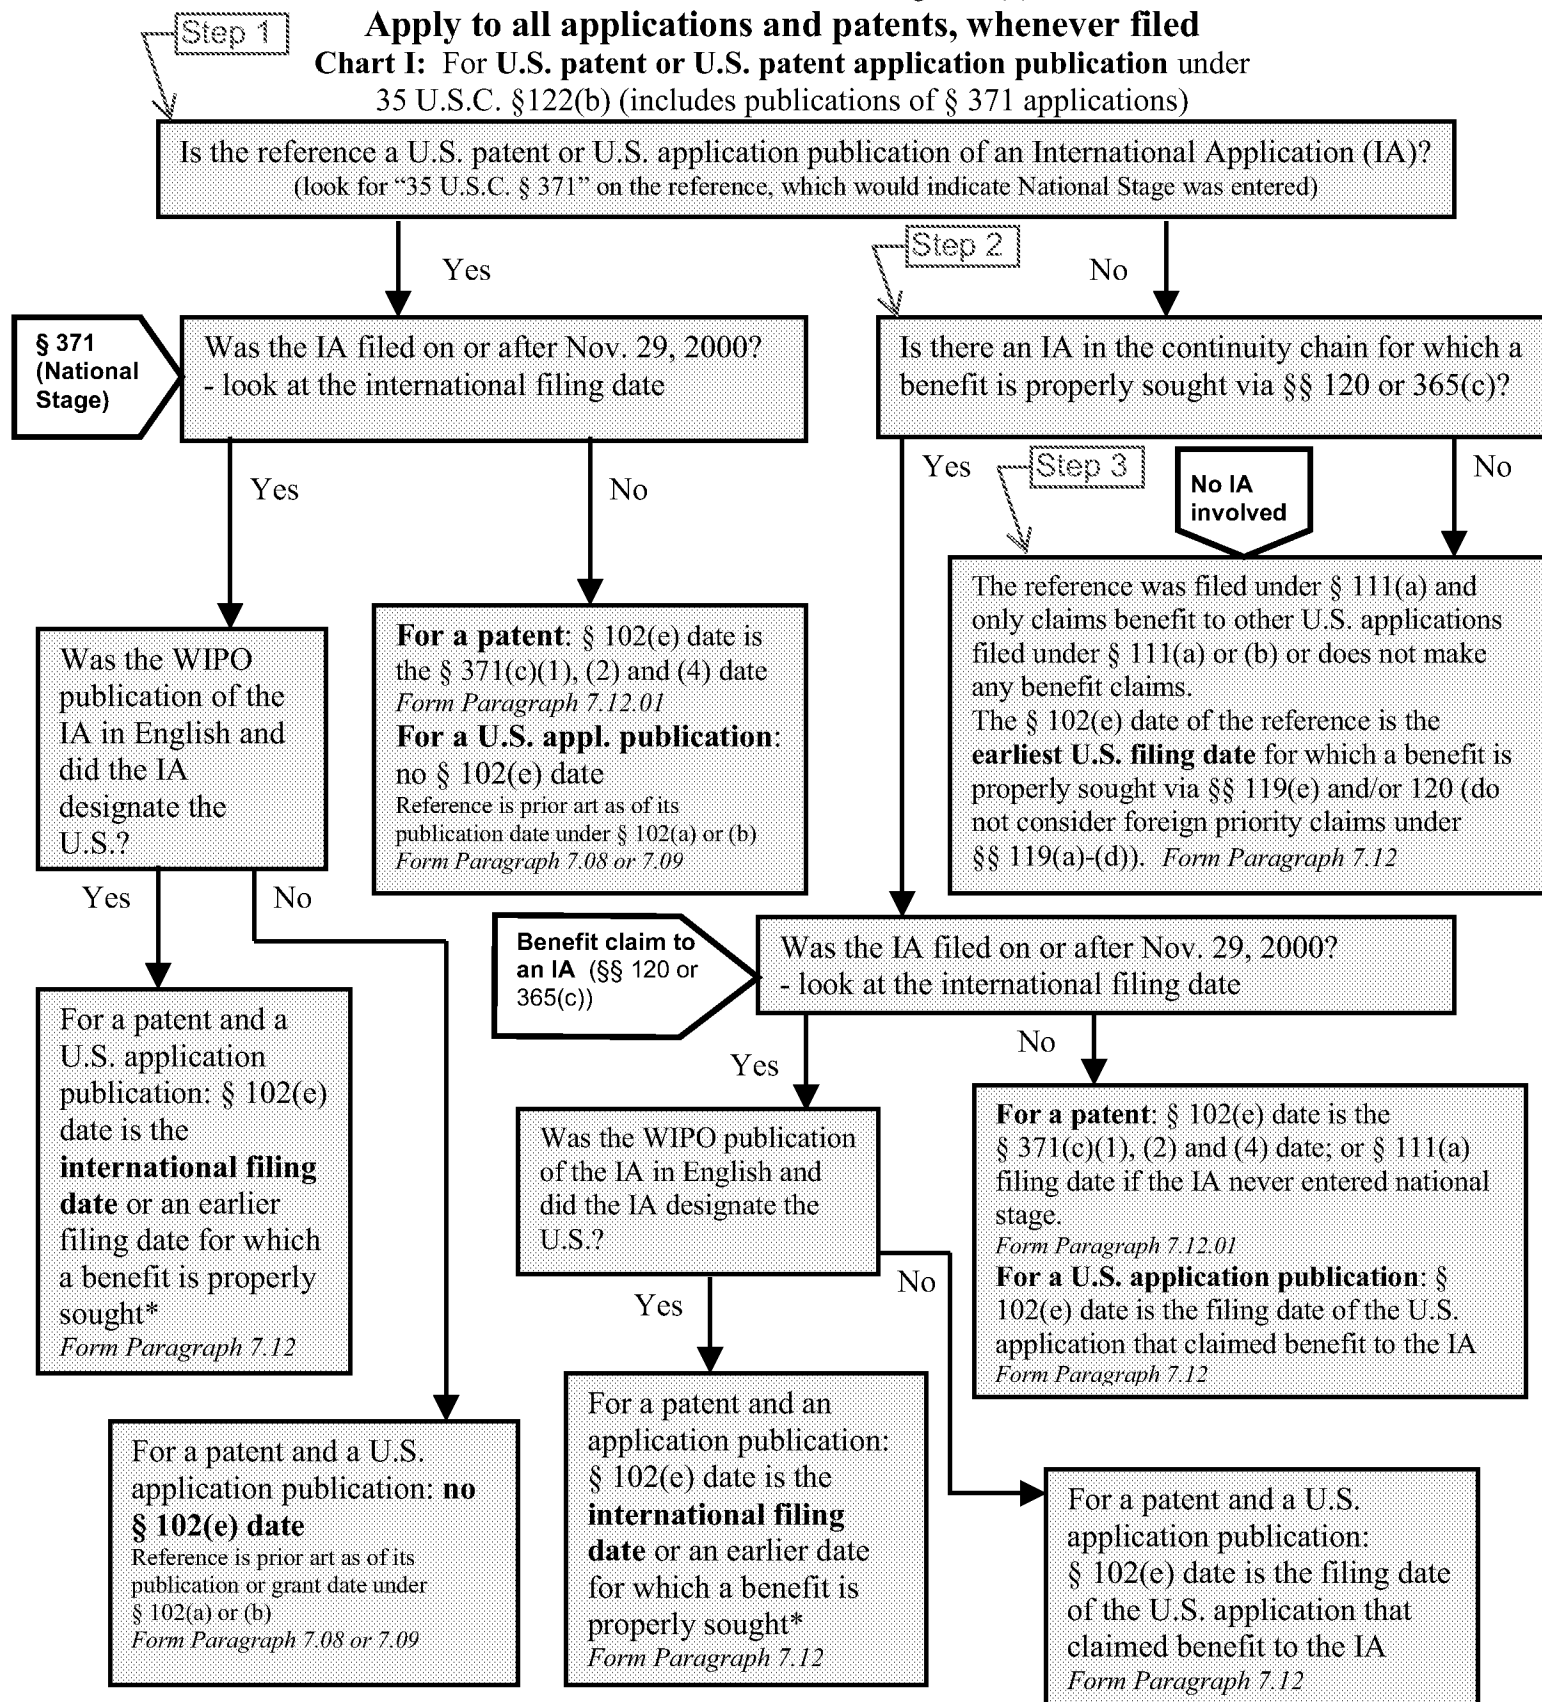 Step 1
Apply to all applications and patents, whenever filed
Chart I: For U.S. patent or U.S. patent application publication under
35 U.S.C. §122(b) (includes publications of § 371 applications)
Is the reference a U.S. patent or U.S. application publication of an International Application (IA)?
(look for “35 U.S.C. § 371” on the reference, which would indicate National Stage was entered)
Yes
Step 2
No
§ 371
(National
Stage)
Was the IA filed on or after Nov. 29, 2000?
- look at the international filing date
Is there an IA in the continuity chain for which a
benefit is properly sought via §§ 120 or 365(c)?
Yes
No
Yes
Step 3
No IA
involved
No
Was the WIPO
publication of the
IA in English and
did the IA
designate the
U.S.?
For a patent: § 102(e) date is
the § 371(c)(1), (2) and (4) date
Form Paragraph 7.12.01
For a U.S. appl. publication:
no § 102(e) date
Reference is prior art as of its
publication date under § 102(a) or (b)
Form Paragraph 7.08 or 7.09
The reference was filed under § 111(a) and
only claims benefit to other U.S. applications
filed under § 111(a) or (b) or does not make
any benefit claims.
The § 102(e) date of the reference is the
earliest U.S. filing date for which a benefit is
properly sought via §§ 119(e) and/or 120 (do
not consider foreign priority claims under
§§ 119(a)-(d)). Form Paragraph 7.12
Yes
No
Benefit claim to
an IA (§§ 120 or
365(c))
Was the IA filed on or after Nov. 29, 2000?
- look at the international filing date
For a patent and a
U.S. application
publication: § 102(e)
date is the
international filing
date or an earlier
filing date for which
a benefit is properly
sought*
Form Paragraph 7.12
Yes
No
Was the WIPO publication
of the IA in English and
did the IA designate the
U.S.?
For a patent: § 102(e) date is the
§ 371(c)(1), (2) and (4) date; or § 111(a)
filing date if the IA never entered national
stage.
Form Paragraph 7.12.01
For a U.S. application publication: §
102(e) date is the filing date of the U.S.
application that claimed benefit to the IA
Form Paragraph 7.12
Yes
No
For a patent and a U.S.
application publication: no
§ 102(e) date
Reference is prior art as of its
publication or grant date under
§ 102(a) or (b)
Form Paragraph 7.08 or 7.09
For a patent and an
application publication:
§ 102(e) date is the
international filing
date or an earlier date
for which a benefit is
properly sought*
Form Paragraph 7.12
For a patent and a U.S.
application publication:
§ 102(e) date is the filing date
of the U.S. application that
claimed benefit to the IA
Form Paragraph 7.12